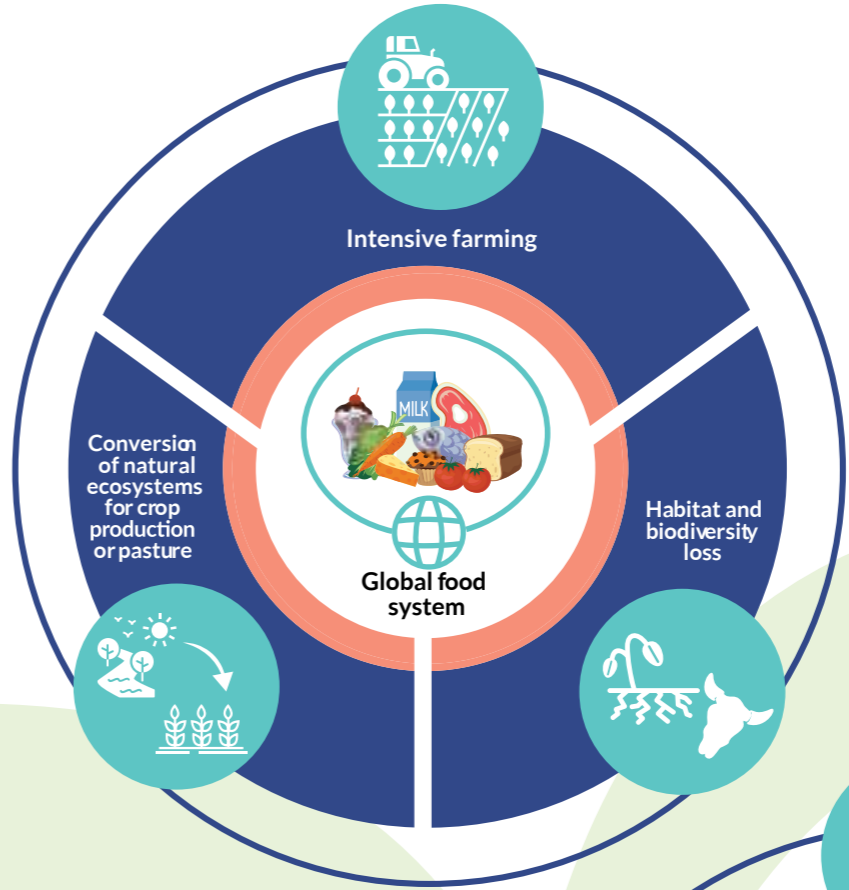 Intensive farming
MILK
Conversion
of natural
ecosystems
for crop
production
or pasture
Habitat and
biodiversity
loss
Global food
system